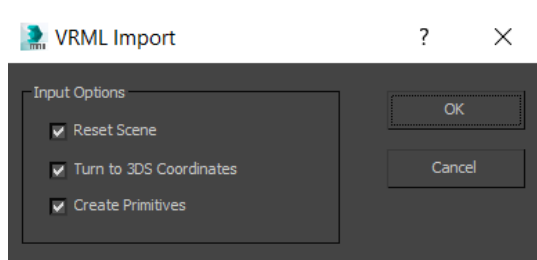 VRML Import
?
Input Options
Reset Scene
Turn to 3DS Coordinates
Create Primitives
OK
Cancel